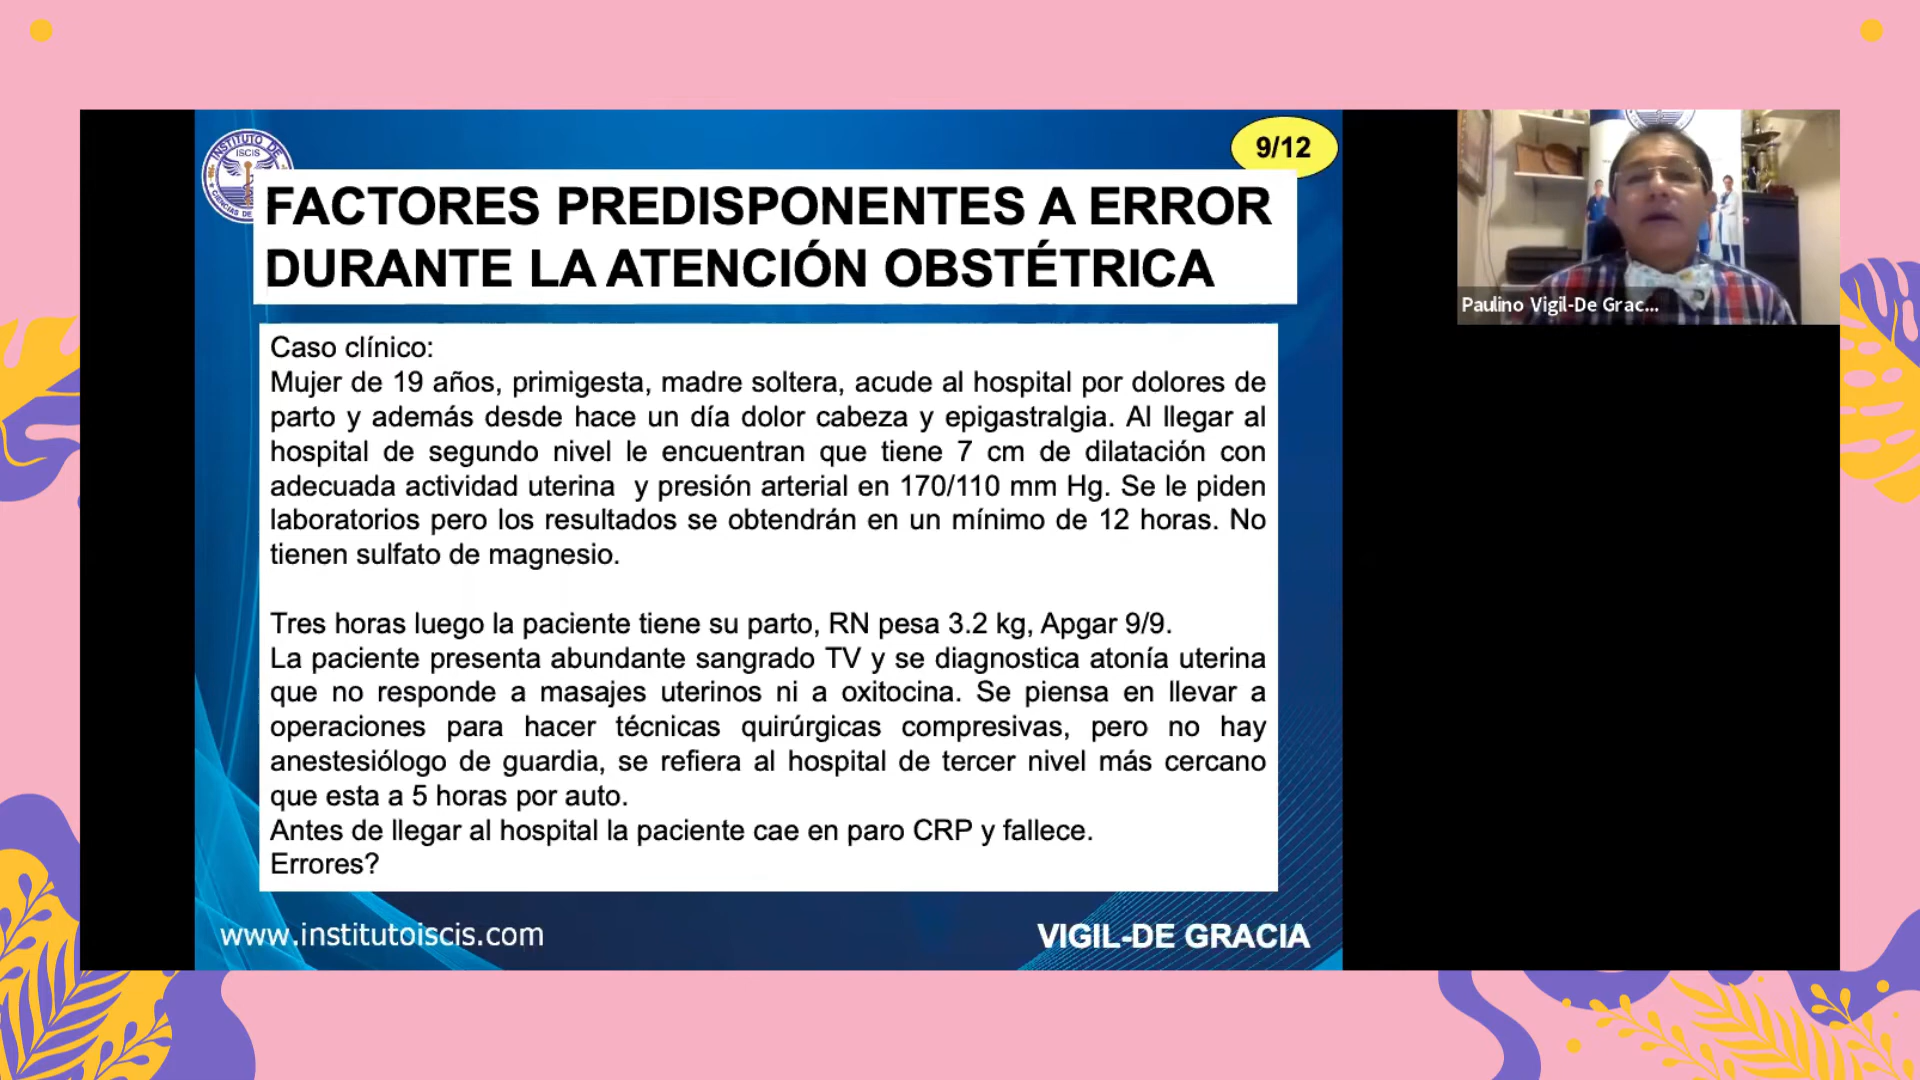 INSTITUTO DE
ISCIS
CIENCIAS DE
9/12
FACTORES PREDISPONENTES A ERROR
DURANTE LA ATENCIÓN OBSTÉTRICA
Caso clínico:
Mujer de 19 años, primigesta, madre soltera, acude al hospital por dolores de
parto y además desde hace un día dolor cabeza y epigastralgia. Al llegar al
hospital de segundo nivel le encuentran que tiene 7 cm de dilatación con
adecuada actividad uterina y presión arterial en 170/110 mm Hg. Se le piden
laboratorios pero los resultados se obtendrán en un mínimo de 12 horas. No
tienen sulfato de magnesio.
Tres horas luego la paciente tiene su parto, RN pesa 3.2 kg, Apgar 9/9.
La paciente presenta abundante sangrado TV y se diagnostica atonía uterina
que no responde a masajes uterinos ni a oxitocina. Se piensa en llevar a
operaciones para hacer técnicas quirúrgicas compresivas, pero no hay
anestesiólogo de guardia, se refiera al hospital de tercer nivel más cercano
que esta a 5 horas por auto.
Antes de llegar al hospital la paciente cae en paro CRP y fallece.
Errores?
www.institutoiscis.com
VIGIL-DE GRACIA
Paulino Vigil-De Grac...